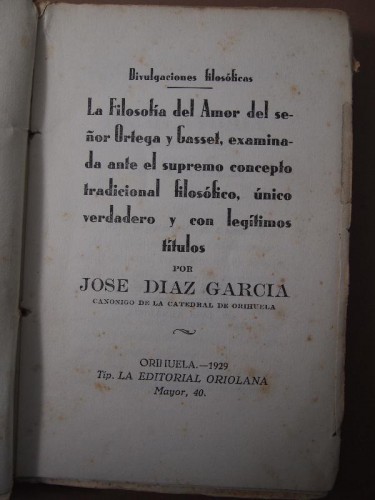 Divulgaciones filosóficas
La Filosofía del Amor del se-
ñor Ortega y Gasset, examina-
da ante el supremo concepto
tradicional filosófico, único
verdadero y con legítimos
títulos
POR
JOSE DIAZ GARCIA
CANONIGO DE LA CATEDRAL DE ORIHUELA
ORIHUELA.—1929
Tip. LA EDITORIAL ORIOLANA
Mayor, 40.